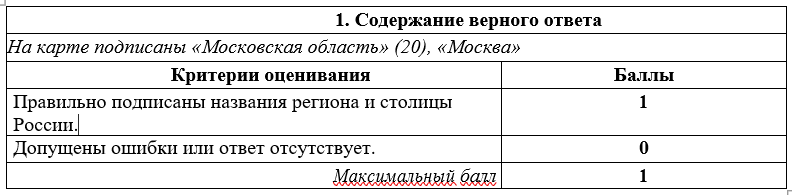 1. Содержание верного ответа
На карте подписаны «Московская область» (20), «Москва»
Критерии оценивания Баллы
Правильно подписаны названия региона и столицы 1
России.
Допущены ошибки или ответ отсутствует. 0
Максимальный балл 1